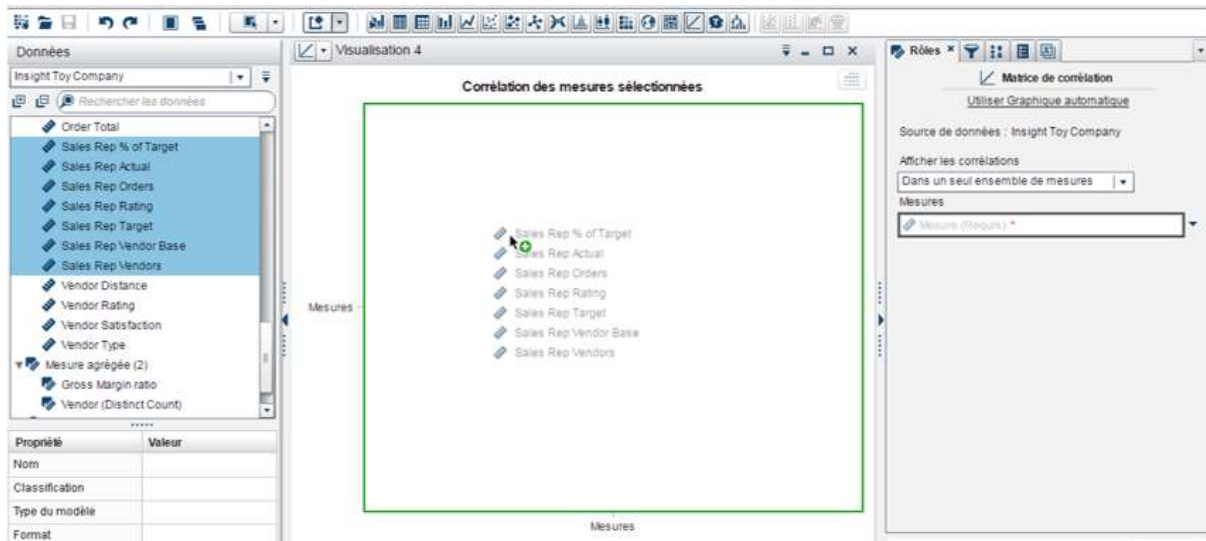 Données
Insight Toy Company
Rechercher les données
Order Total
Sales Rep % of Target
Sales Rep Actual
Sales Rep Orders
Sales Rep Rating
Sales Rep Target
Sales Rep Vendor Base
Sales Rep Vendors
Vendor Distance
Vendor Rating
Vendor Satisfaction
Vendor Type
Mesure agrégée (2)
Gross Margin ratio
Vendor (Distinct Count)
Propriété Valeur
Nom
Classification
Type du modèle
Format
Visualisation 4
Corrélation des mesures sélectionnées
Sales Rep % of Target
Sales Rep Actual
Sales Rep Orders
Sales Rep Rating
Sales Rep Target
Sales Rep Vendor Base
Sales Rep Vendors
Mesures
Mesures
Rôles
Matrice de corrélation
Utiliser Graphique automatique
Source de données : Insight Toy Company
Afficher les corrélations
Dans un seul ensemble de mesures
Mesures
Mesure (Requis) *